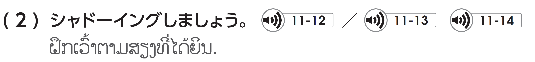 (2) シャドーイングしましょう。 11-12 / 11-13 11-14
ຝຶກເວົ້າຕາມສຽງທີ່ໄດ້ຍິນ.